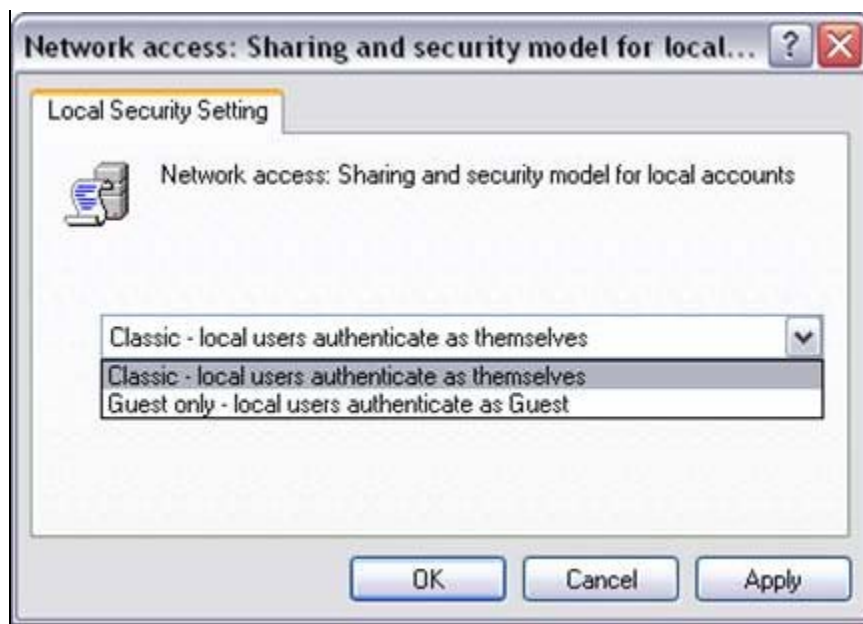 Network access: Sharing and security model for local...
Local Security Setting
Network access: Sharing and security model for local accounts
Classic - local users authenticate as themselves
Classic - local users authenticate as themselves
Guest only - local users authenticate as Guest
OK Cancel Apply